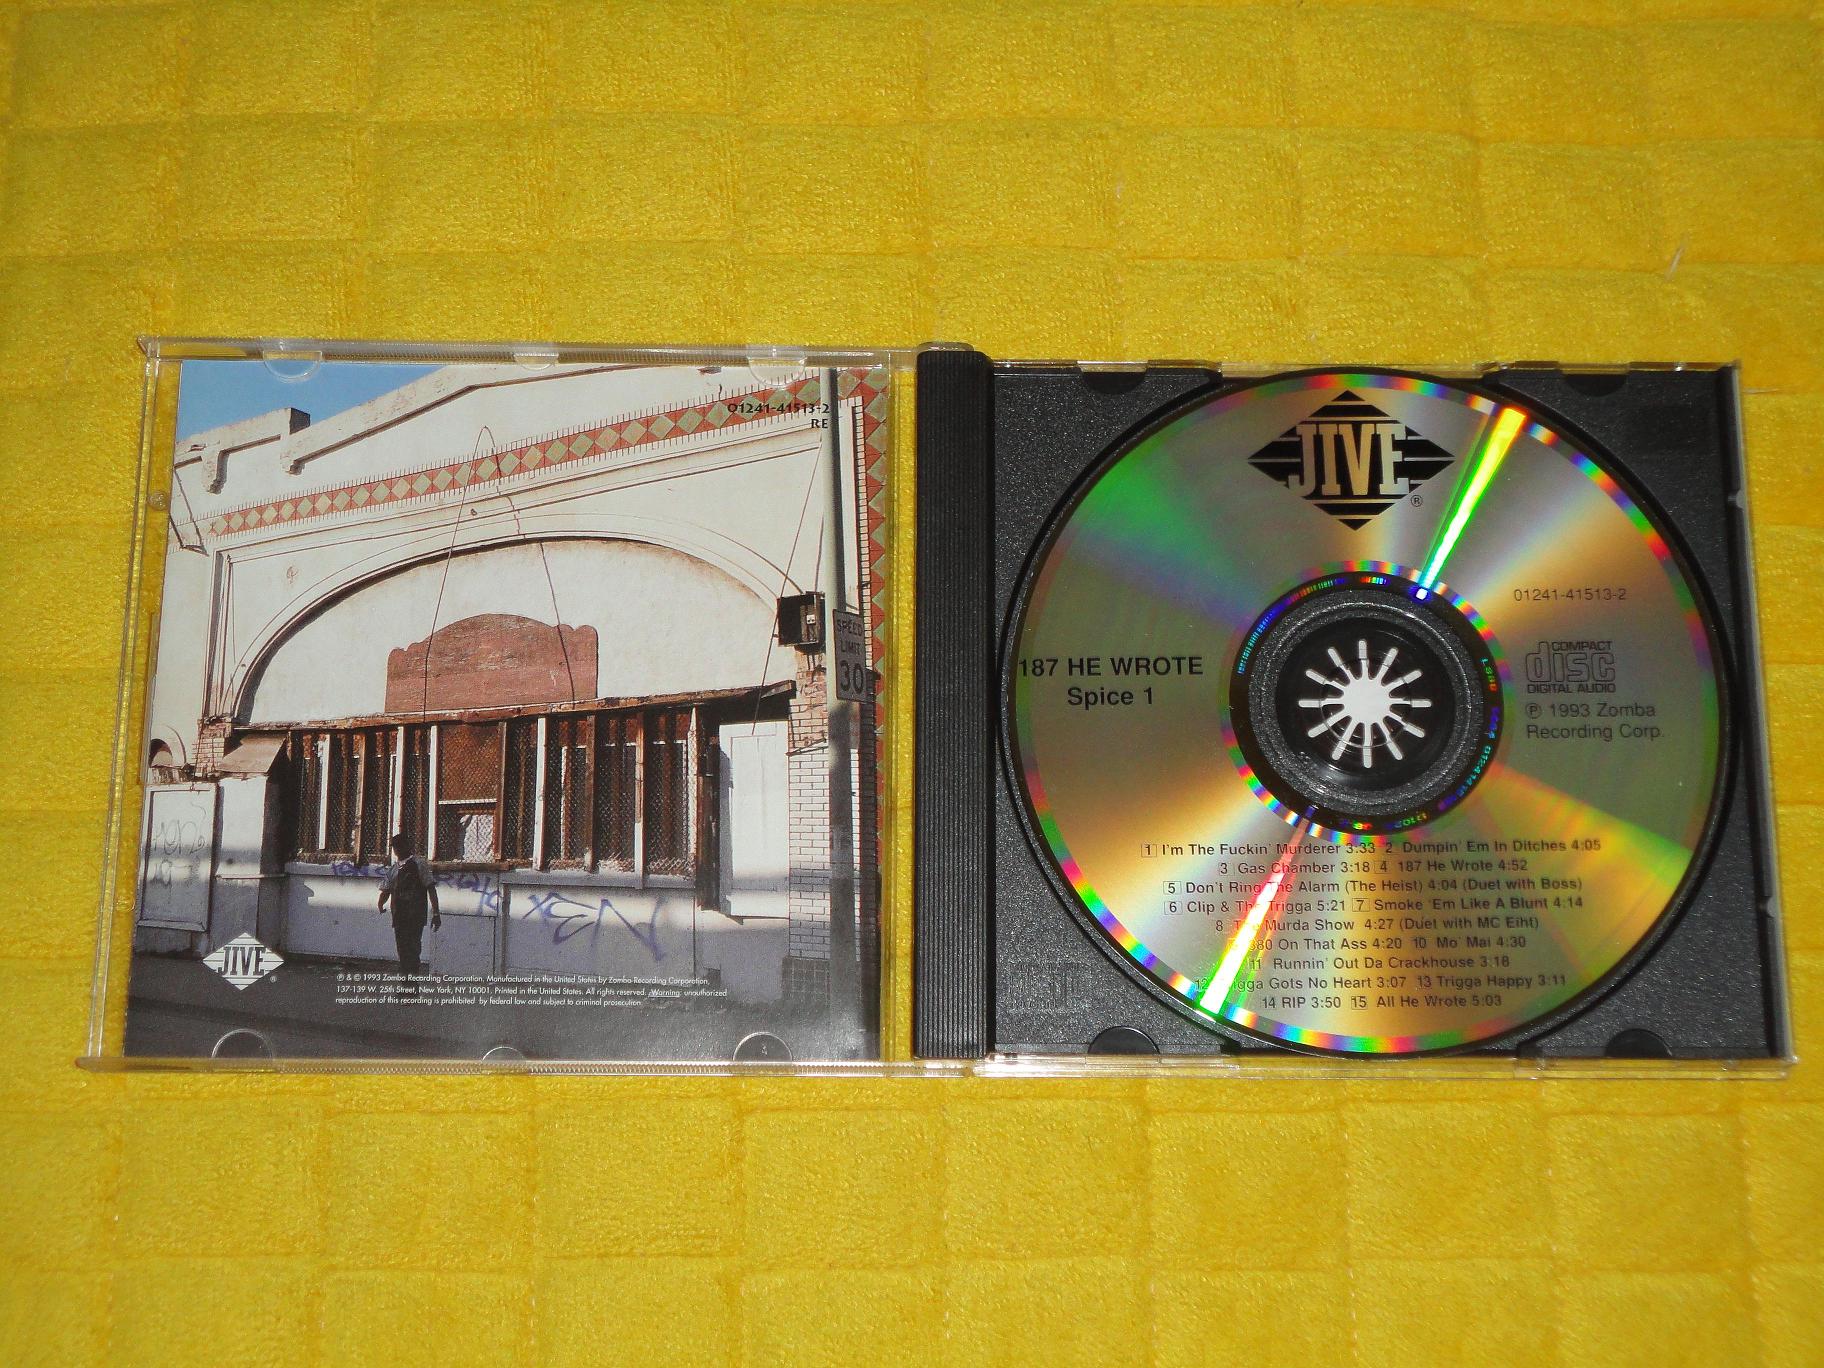 01241-41513-2
RE
SPEED
LIMIT
30
JIVE
®
℗ & © 1993 Zomba Recording Corporation. Manufactured in the United States by Zomba Recording Corporation,
137-139 W. 25th Street, New York, NY 10001. Printed in the United States. All rights reserved. Warning: unauthorized
reproduction of this recording is prohibited by federal law and subject to criminal prosecution.
JIVE
®
01241-41513-2
187 HE WROTE
Spice 1
COMPACT
disc
DIGITAL AUDIO
℗ 1993 Zomba
Recording Corp.
1 I'm The Fuckin' Murderer 3:33 2 Dumpin' Em In Ditches 4:05
3 Gas Chamber 3:18 4 187 He Wrote 4:52
5 Don't Ring The Alarm (The Heist) 4:04 (Duet with Boss)
6 Clip & The Trigga 5:21 7 Smoke 'Em Like A Blunt 4:14
8 The Murda Show 4:27 (Duet with MC Eiht)
380 On That Ass 4:20 10 Mo' Mail 4:30
11 Runnin' Out Da Crackhouse 3:18
12 Trigga Gots No Heart 3:07 13 Trigga Happy 3:11
14 RIP 3:50 15 All He Wrote 5:03